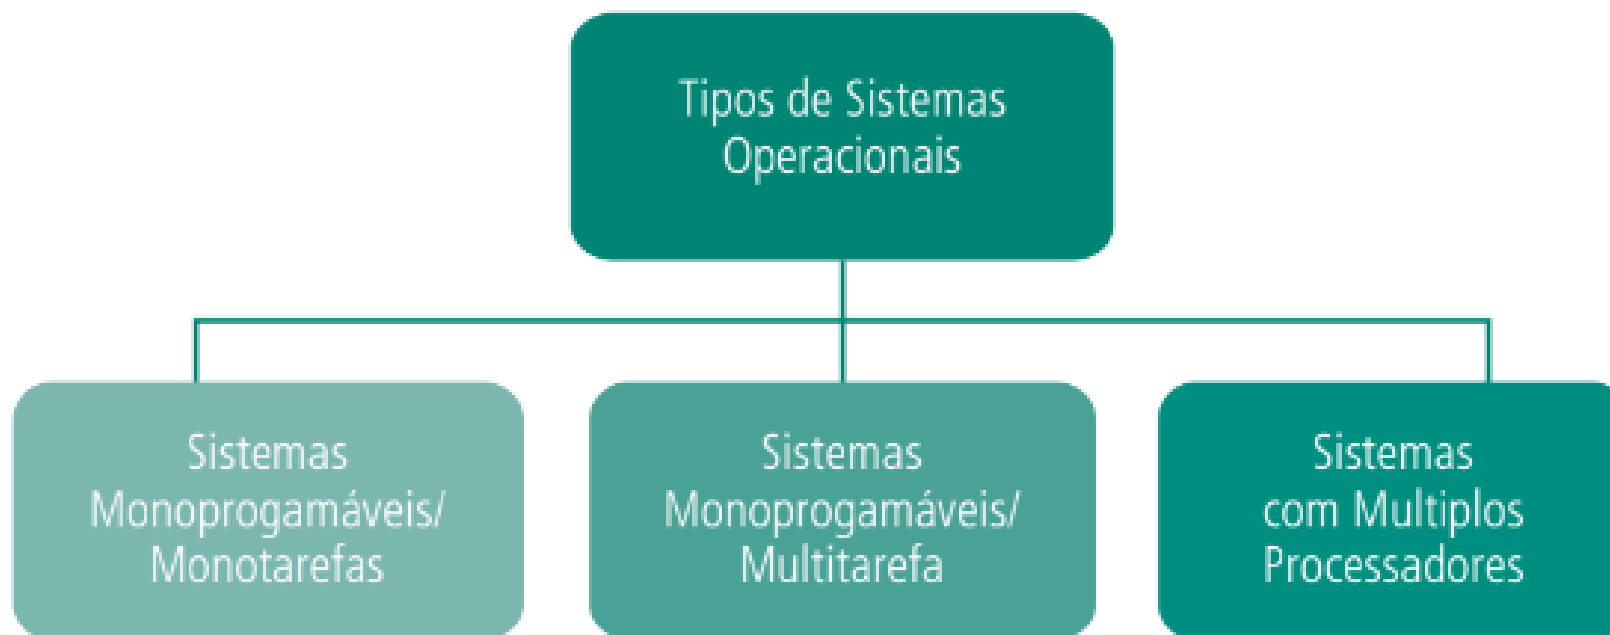 Tipos de Sistemas
Operacionais
Sistemas
Monoprogamáveis/
Monotarefas
Sistemas
Monoprogamáveis/
Multitarefa
Sistemas
com Multiplos
Processadores